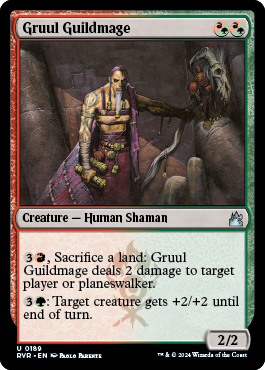 Gruul Guildmage
Creature — Human Shaman
3, Sacrifice a land: Gruul
Guildmage deals 2 damage to target
player or planeswalker.
3: Target creature gets +2/+2 until
end of turn.
2/2
U 0189
RVR • EN Paolo Parente
™ & © 2024 Wizards of the Coast